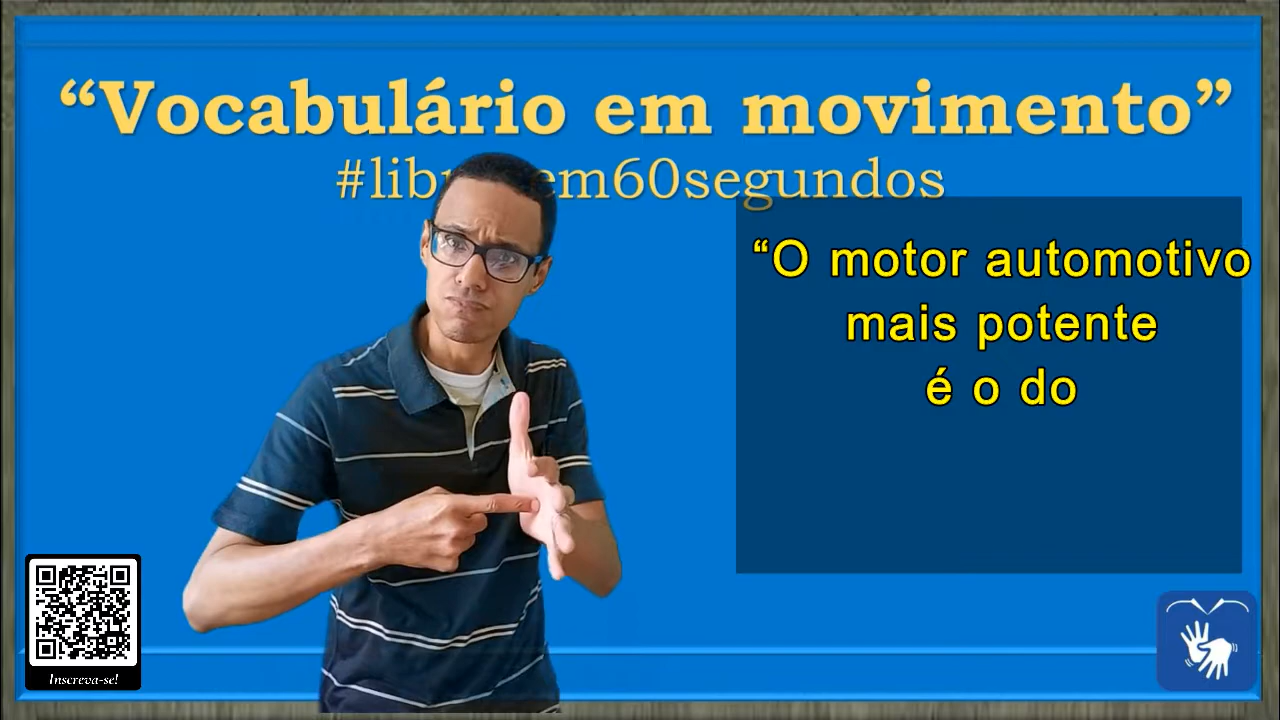 “Vocabulário em movimento”
#lib em60segundos
“O motor automotivo
mais potente
é o do
Inscreva-se!